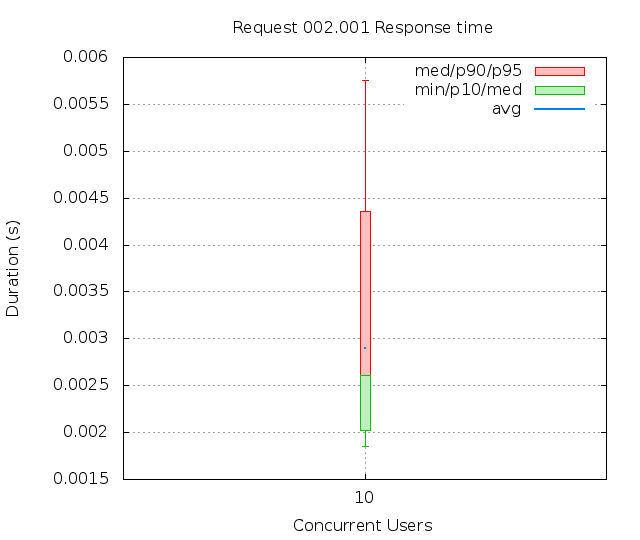 Request 002.001 Response time
med/p90/p95
min/p10/med
avg
0.006
0.0055
0.005
0.0045
0.004
0.0035
0.003
0.0025
0.002
0.0015
Duration (s)
10
Concurrent Users